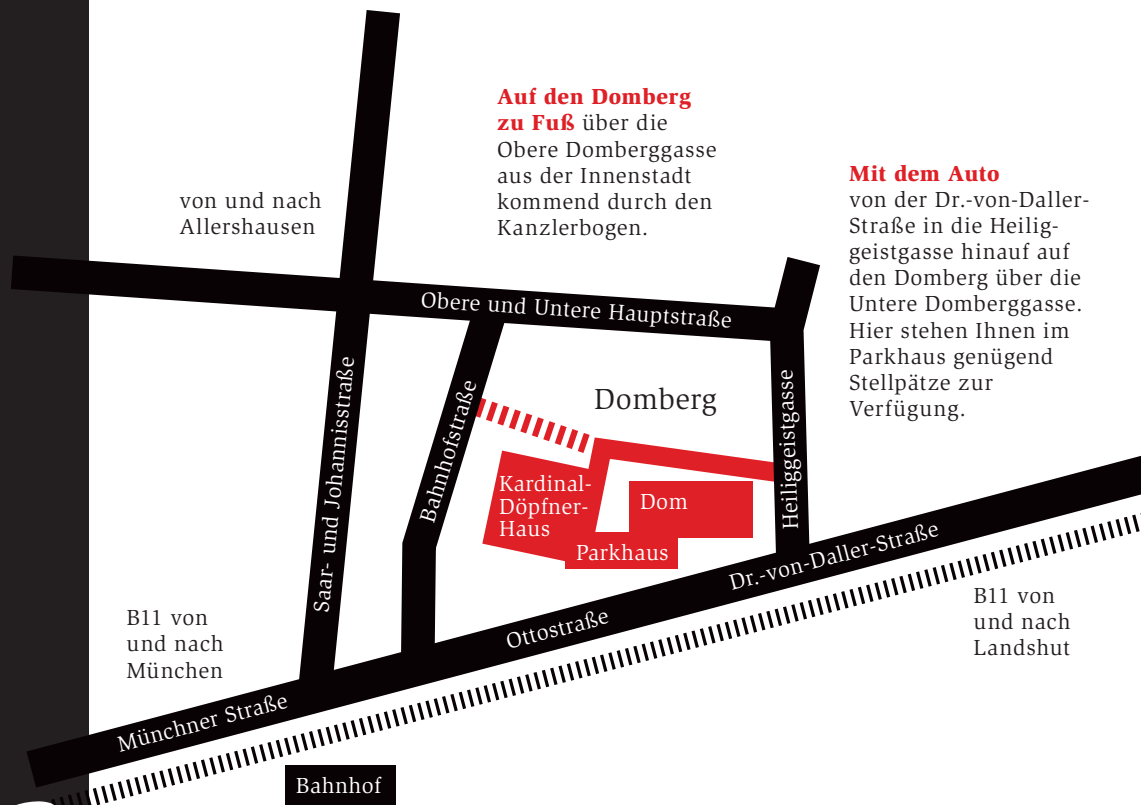 Auf den Domberg
zu Fuß über die
Obere Domberggasse
aus der Innenstadt
kommend durch den
Kanzlerbogen.
Mit dem Auto
von der Dr.-von-Daller-
Straße in die Heilig-
geistgasse hinauf auf
den Domberg über die
Untere Domberggasse.
Hier stehen Ihnen im
Parkhaus genügend
Stellpätze zur
Verfügung.
von und nach
Allershausen
Obere und Untere Hauptstraße
Saar- und Johannisstraße
Bahnhofstraße
Domberg
Heiliggeistgasse
Kardinal-
Döpfner-
Haus
Dom
Parkhaus
Dr.-von-Daller-Straße
Ottostraße
B11 von
und nach
München
B11 von
und nach
Landshut
Münchner Straße
Bahnhof